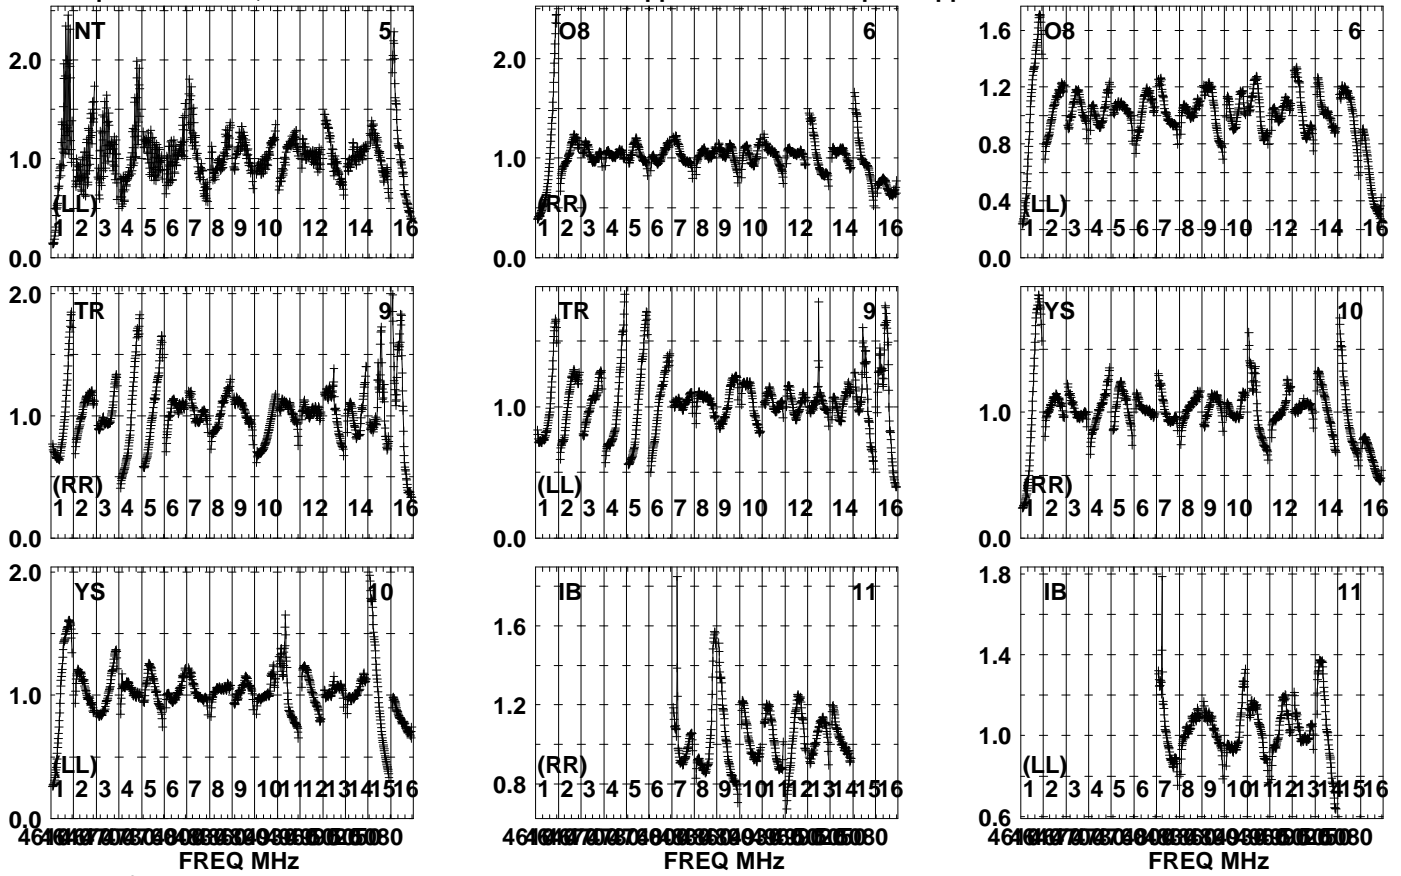 NT 5
2.0
1.0
(LL)
1 2 3 4 5 6 7 8 9 10 12 14 16
0.0
O8 6
2.0
1.0
(RR)
1 2 3 4 5 6 7 8 9 10 12 14 16
0.0
O8 6
1.6
1.2
0.8
0.4
(LL)
1 2 3 4 5 6 7 8 9 10 12 14 16
0.0
TR 9
2.0
1.0
(RR)
1 2 3 4 5 6 7 8 9 10 12 14 16
0.0
TR 9
1.0
(LL)
1 2 3 4 5 6 7 8 9 10 12 14 16
0.0
YS 10
1.0
(RR)
1 2 3 4 5 6 7 8 9 10 12 14 16
0.0
YS 10
2.0
1.0
(LL)
1 2 3 4 5 6 7 8 9 10 11 11 12 13 14 15 16
0.0
FREQ MHz
IB 11
1.6
1.2
0.8
(RR)
1 2 3 4 5 6 7 8 9 10 11 12 13 14 15 16
FREQ MHz
IB 11
1.8
1.4
1.0
(LL)
1 2 3 4 5 6 7 8 9 10 11 12 13 14 15 16
0.6
FREQ MHz